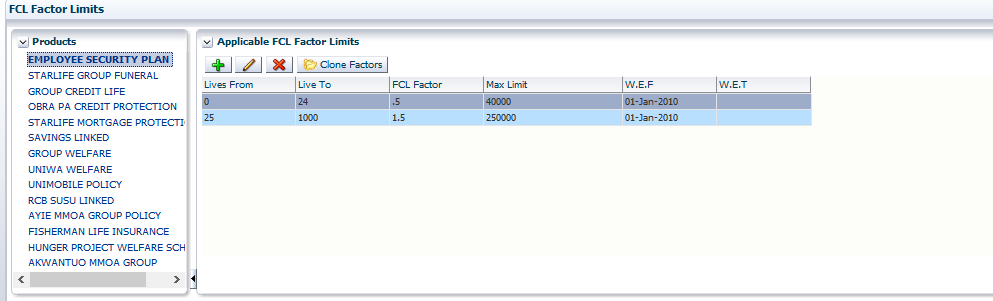 FCL Factor Limits
Products
EMPLOYEE SECURITY PLAN
STARLIFE GROUP FUNERAL
GROUP CREDIT LIFE
OBRA PA CREDIT PROTECTION
STARLIFE MORTGAGE PROTECTI
SAVINGS LINKED
GROUP WELFARE
UNIWA WELFARE
UNIMOBILE POLICY
RCB SUSU LINKED
AYIE MMOA GROUP POLICY
FISHERMAN LIFE INSURANCE
HUNGER PROJECT WELFARE SCH
AKWANTUO MMOA GROUP
Applicable FCL Factor Limits
Clone Factors
Lives From Live To FCL Factor Max Limit W.E.F W.E.T
0 24 .5 40000 01-Jan-2010
25 1000 1.5 250000 01-Jan-2010